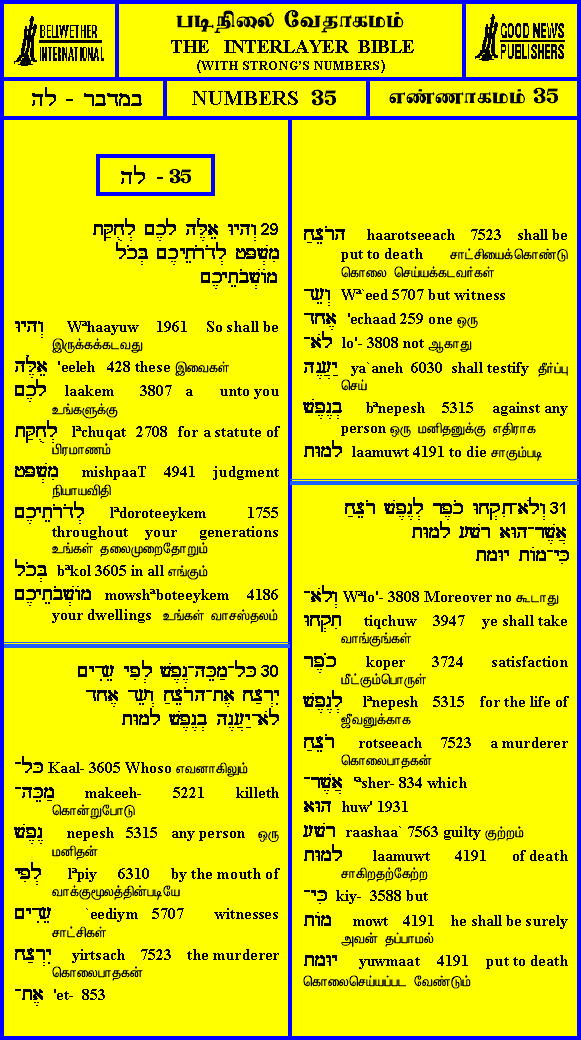 BELLWETHER
INTERNATIONAL
படிநிலை வேதாகமம்
THE INTERLAYER BIBLE
(WITH STRONG'S NUMBERS)
GOOD NEWS
PUBLISHERS
במדבר - לה
NUMBERS 35
எண்ணாகமம் 35
לה - 35
29 וְהָיוּ אֵלֶּה לָכֶם לְחֻקַּת
מִשְׁפָּט לְדֹרֹתֵיכֶם בְּכֹל
מוֹשְׁבֹתֵיכֶם
וְהָיוּ Wªhaayuw 1961 So shall be
இருக்கக்கடவது
אֵלֶּה 'eeleh 428 these இவைகள்
לָכֶם laakem 3807 a unto you
உங்களுக்கு
לְחֻקַּת lªchuqat 2708 for a statute of
பிரமாணம்
מִשְׁפָּט mishpaaT 4941 judgment
நியாயவிதி
לְדֹרֹתֵיכֶם lªdoroteeykem 1755
throughout your generations
உங்கள் தலைமுறைதோறும்
בְּכֹל bªkol 3605 in all எங்கும்
מוֹשְׁבֹתֵיכֶם mowshªboteeykem 4186
your dwellings உங்கள் வாசஸ்தலம்
30 כָּל-מַכֵּה-נֶפֶשׁ לְפִי עֵדִים
יִרְצַח אֶת-הָרֹצֵחַ וְעֵד אֶחָד
לֹא-יַעֲנֶה בְנֶפֶשׁ לָמוּת
כָּל- Kaal- 3605 Whoso எவனாகிலும்
מַכֵּה- makeeh- 5221 killeth
கொன்றுபோடு
נֶפֶשׁ nepesh 5315 any person ஒரு
மனிதன்
לְפִי lªpiy 6310 by the mouth of
வாக்குமூலத்தின்படியே
עֵדִים `eediym 5707 witnesses
சாட்சிகள்
יִרְצַח yirtsach 7523 the murderer
கொலைபாதகன்
אֶת- 'et- 853
הָרֹצֵחַ haarotseeach 7523 shall be
put to death சாட்சியைக்கொண்டு
கொலை செய்யக்கடவர்கள்
וְעֵד Wª`eed 5707 but witness
אֶחָד 'echaad 259 one ஒரு
לֹא- lo'- 3808 not ஆகாது
יַעֲנֶה ya`aneh 6030 shall testify தீர்ப்பு
செய்
בְנֶפֶשׁ bªnepesh 5315 against any
person ஒரு மனிதனுக்கு எதிராக
לָמוּת laamuwt 4191 to die சாகும்படி
31 וְלֹא-תִקְחוּ כֹפֶר לְנֶפֶשׁ רֹצֵחַ
אֲשֶׁר-הוּא רָשָׁע לָמוּת
כִּי-מוֹת יוּמָת
וְלֹא- Wªlo'- 3808 Moreover no கூடாது
תִקְחוּ tiqchuw 3947 ye shall take
வாங்குங்கள்
כֹפֶר koper 3724 satisfaction
மீட்கும்பொருள்
לְנֶפֶשׁ lªnepesh 5315 for the life of
ஜீவனுக்காக
רֹצֵחַ rotseeach 7523 a murderer
கொலைபாதகன்
אֲשֶׁר- ªsher- 834 which
הוּא huw' 1931
רָשָׁע raashaa` 7563 guilty குற்றம்
לָמוּת laamuwt 4191 of death
சாகிறதற்கேற்ற
כִּי- kiy- 3588 but
מוֹת mowt 4191 he shall be surely
அவன் தப்பாமல்
יוּמָת yuwmaat 4191 put to death
கொலைசெய்யப்பட வேண்டும்